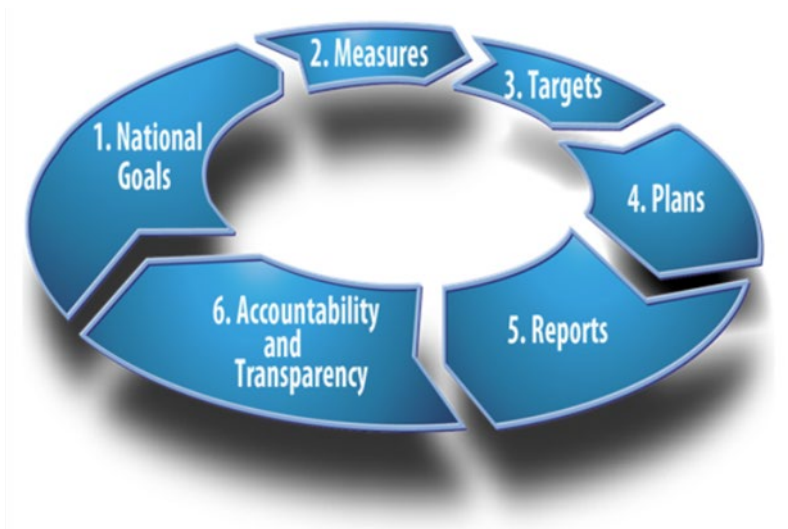 1. National
Goals
2. Measures
3. Targets
4. Plans
5. Reports
6. Accountability
and
Transparency